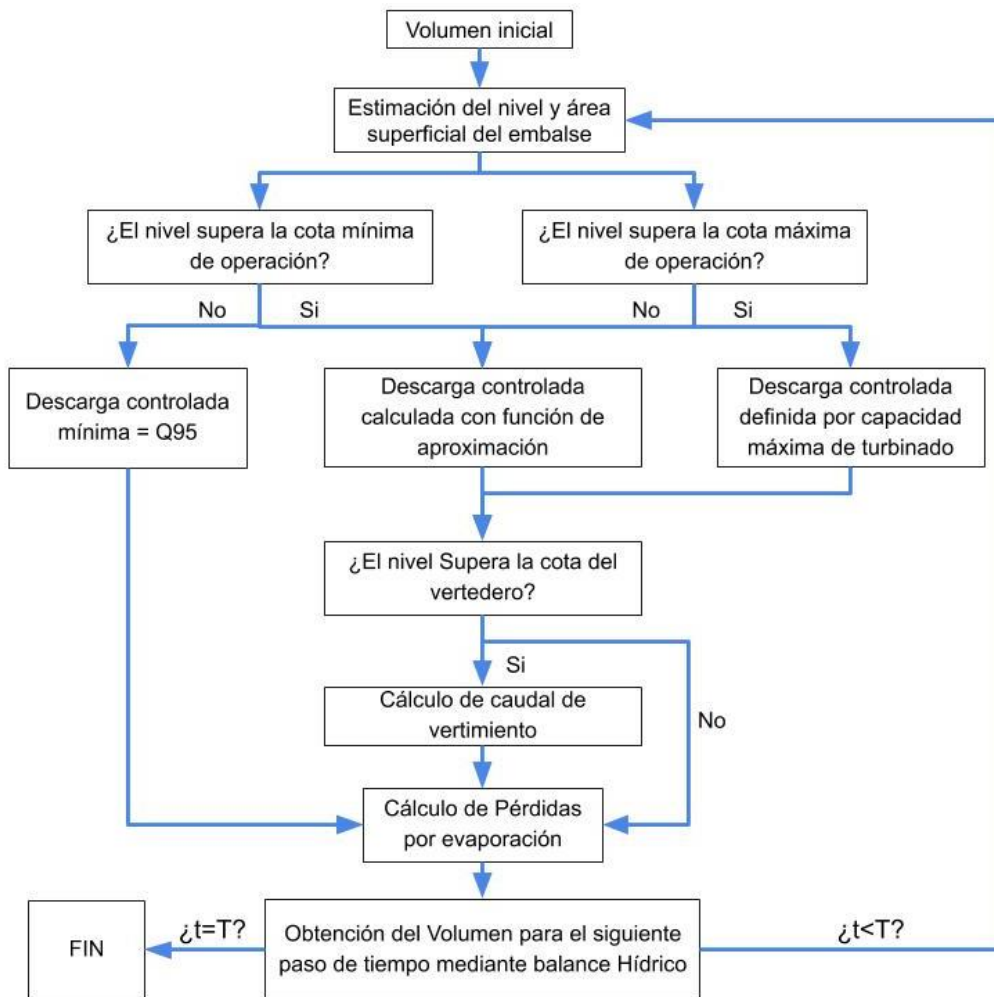 Volumen inicial
Estimación del nivel y área
superficial del embalse
¿El nivel supera la cota mínima
de operación?
¿El nivel supera la cota máxima
de operación?
No
Si
No
Si
Descarga controlada
mínima = Q95
Descarga controlada
calculada con función de
aproximación
Descarga controlada
definida por capacidad
máxima de turbinado
¿El nivel Supera la cota del
vertedero?
Si
No
Cálculo de caudal de
vertimiento
Cálculo de Pérdidas
por evaporación
FIN
¿t=T?
Obtención del Volumen para el siguiente
paso de tiempo mediante balance Hídrico
¿t<T?